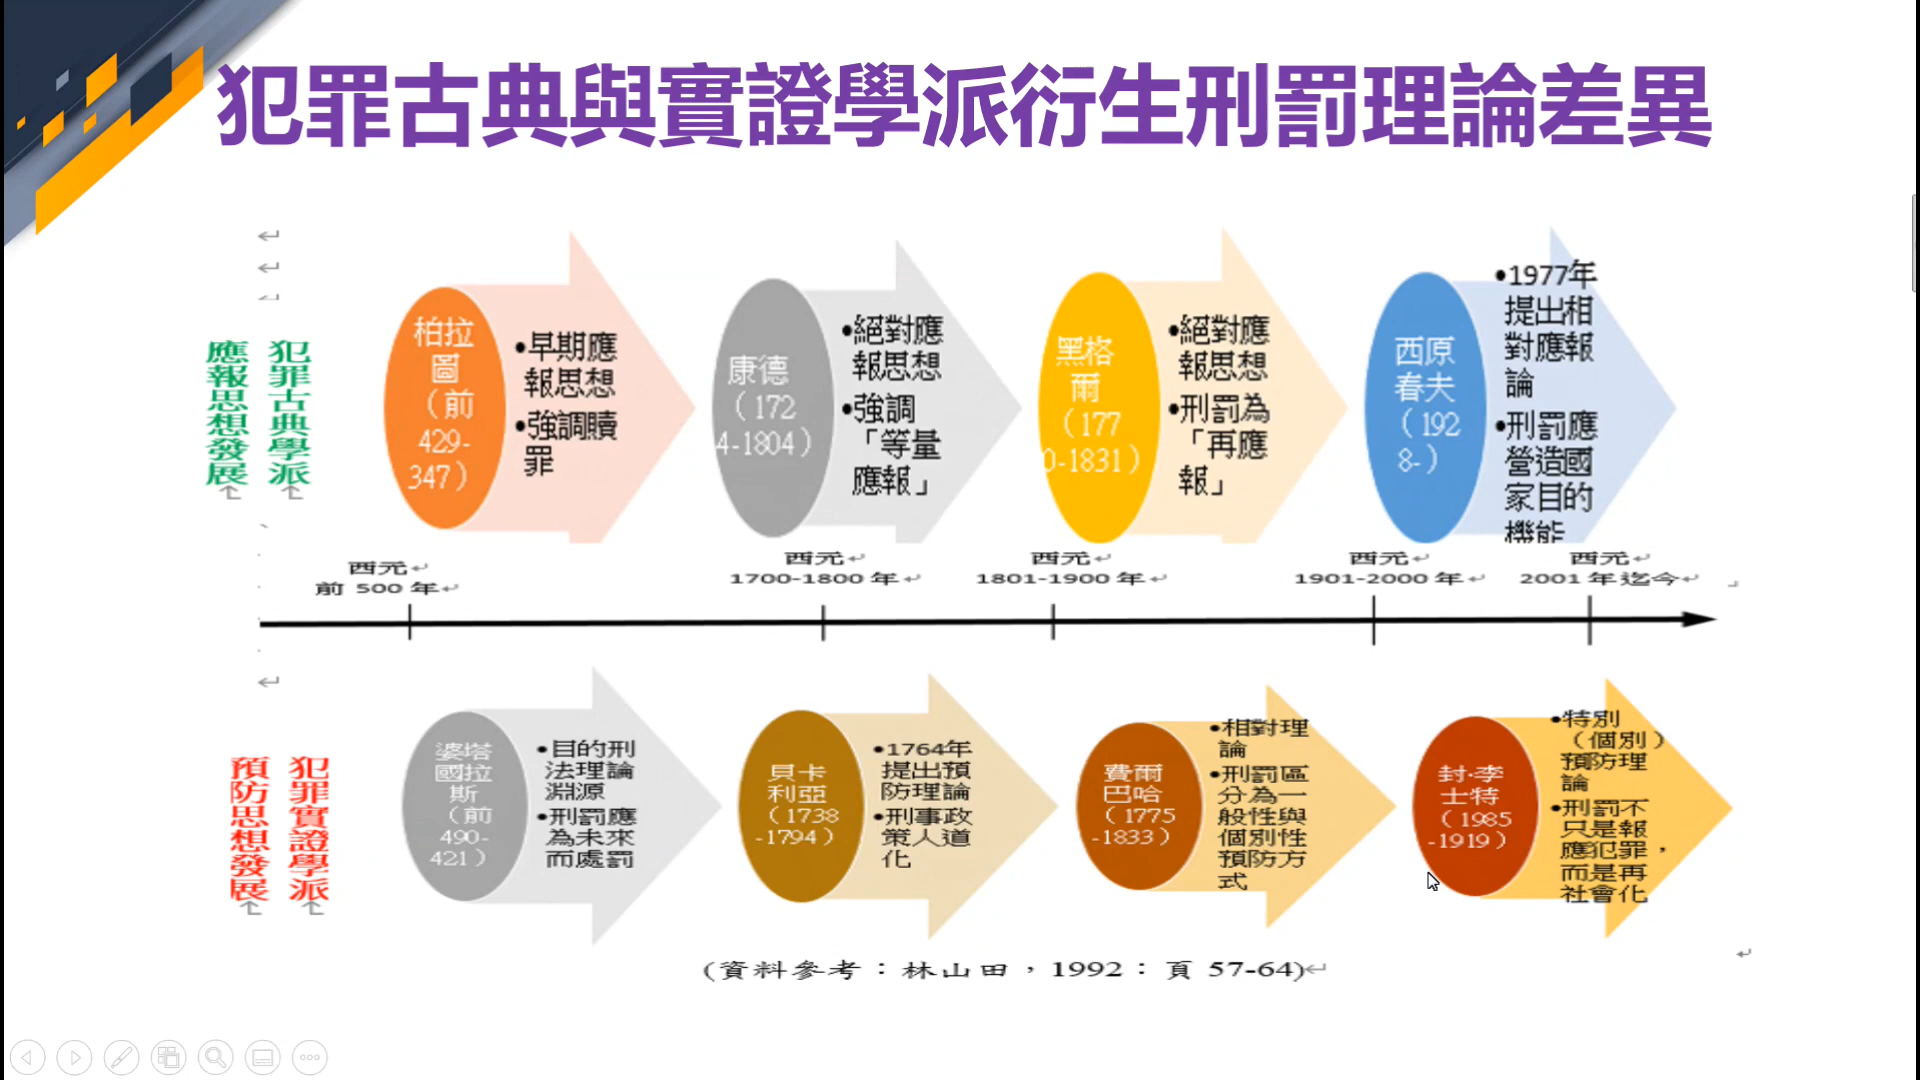 犯罪古典與實證學派衍生刑罰理論差異
犯罪古典學派
應報思想發展
柏拉
圖
（前
429-
347）
•早期應
報思想
•強調贖
罪
康德
（172
4-1804）
•絕對應
報思想
•強調
「等量
應報」
黑格
爾
（177
0-1831）
•絕對應
報思想
•刑罰為
「再應
報」
西原
春夫
（192
8-）
•1977年
提出相
對應報
論
•刑罰應
營造國
家目的
機能
西元
前 500 年
西元
1700-1800 年
西元
1801-1900 年
西元
1901-2000 年
西元
2001 年迄今
犯罪實證學派
預防思想發展
婆塔
國拉
斯
（前
490-
421）
•目的刑
法理論
淵源
•刑罰應
為未來
而處罰
貝卡
利亞
（1738
-1794）
•1764年
提出預
防理論
•刑事政
策人道
化
費爾
巴哈
（1775
-1833）
•相對理
論
•刑罰區
分為一
般性與
個別性
預防方
式
封·李
士特
（1985
-1919）
•特別
（個別）
預防理
論
•刑罰不
只是報
應犯罪，
而是再
社會化
(資料參考：林山田，1992：頁 57-64)